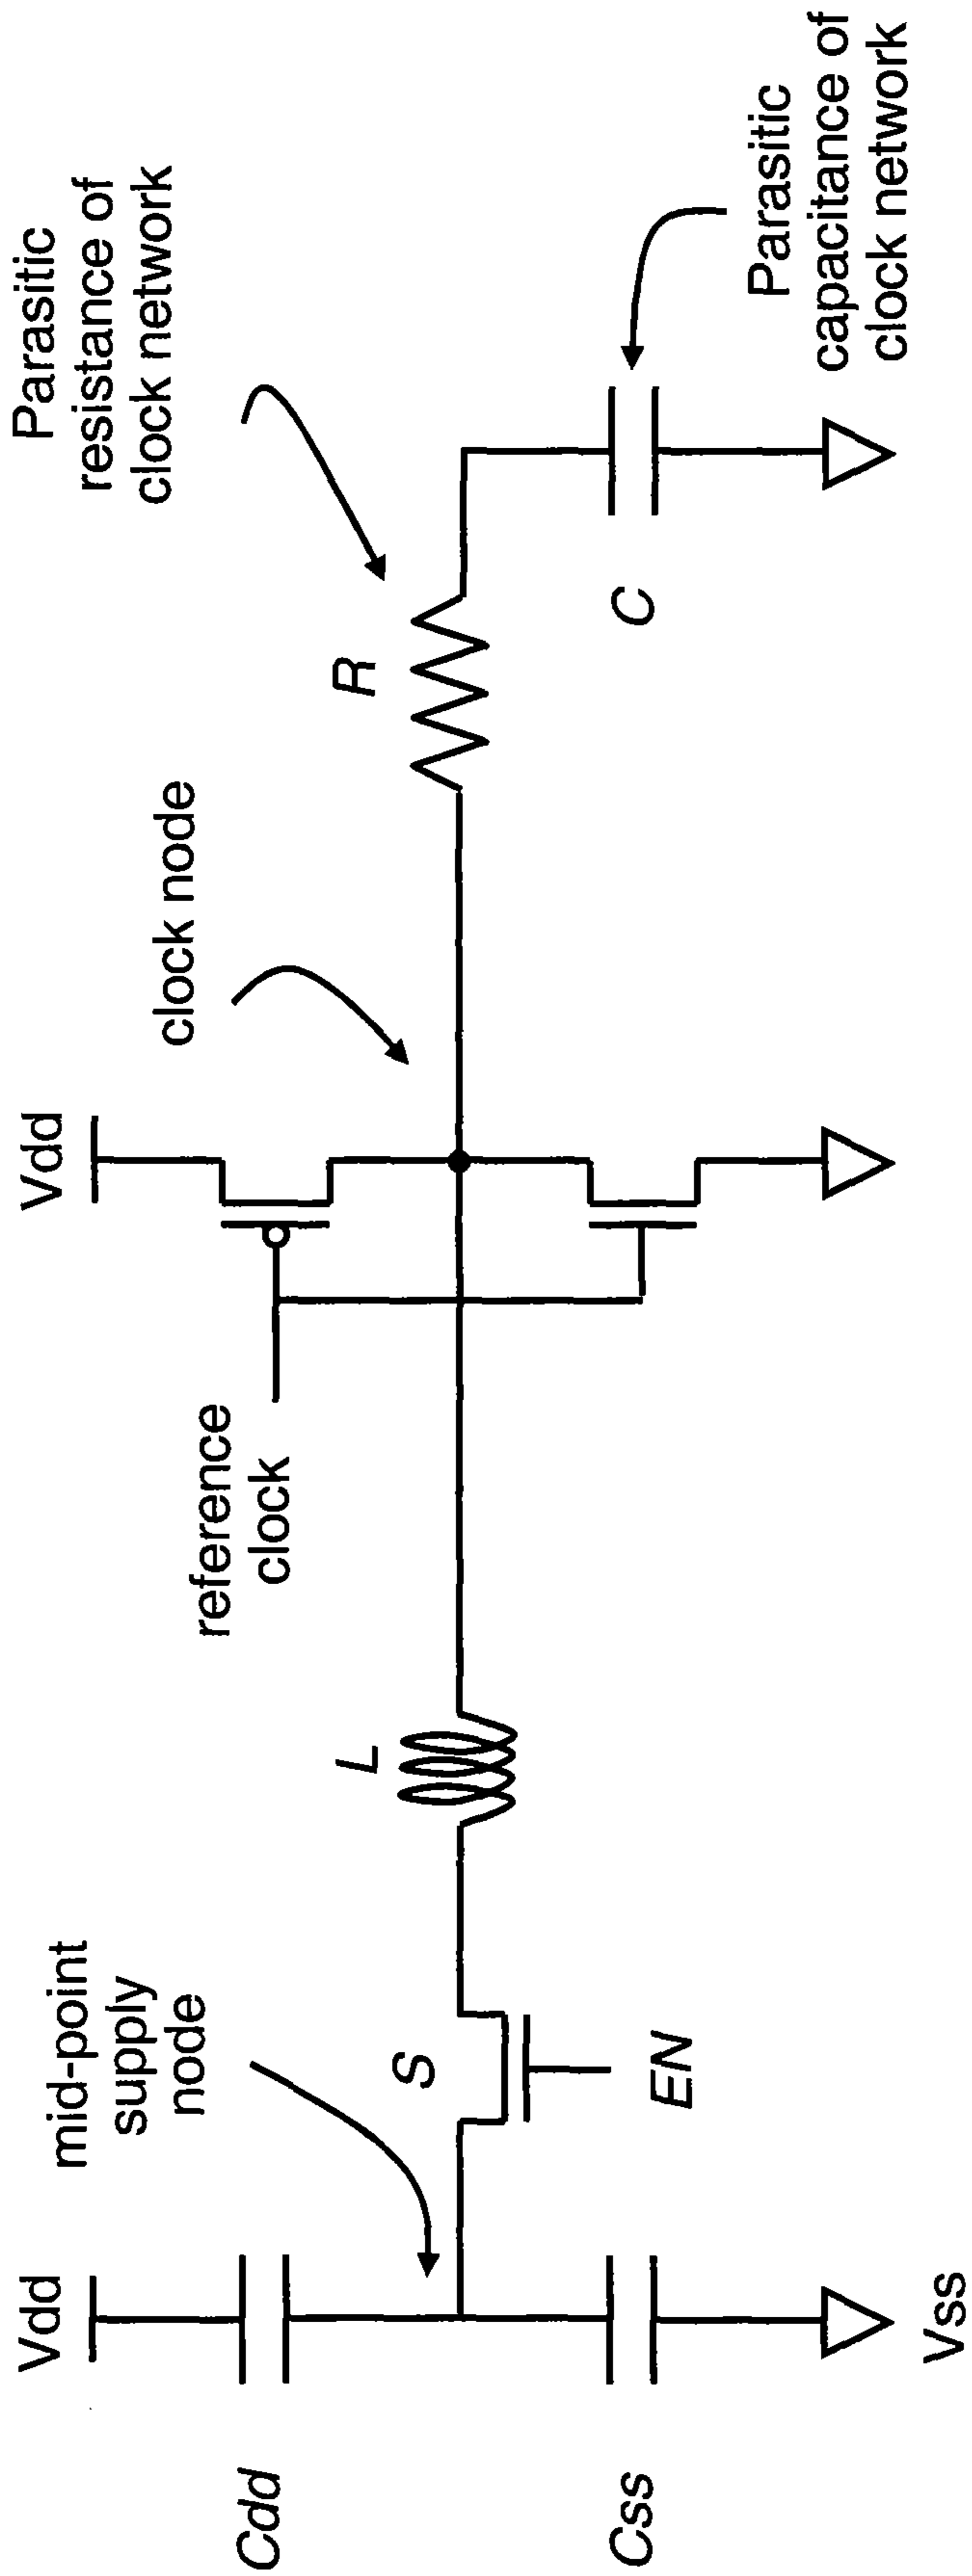 Vdd
Cdd
mid-point
supply
node
S
EN
Css
Vss
L
reference
clock
Vdd
clock node
R
Parasitic
resistance of
clock network
C
Parasitic
capacitance of
clock network